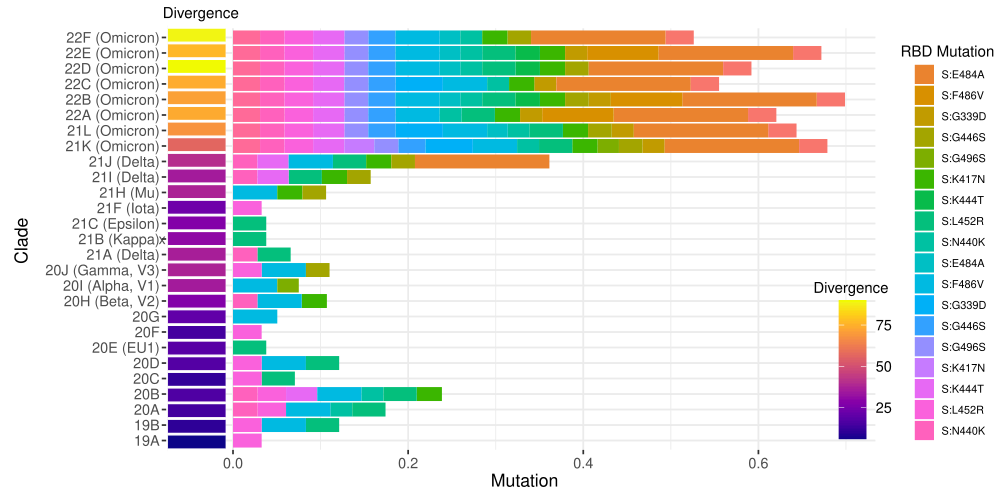 Divergence
22F (Omicron)
22E (Omicron)
22D (Omicron)
22C (Omicron)
22B (Omicron)
22A (Omicron)
21L (Omicron)
21K (Omicron)
21J (Delta)
21I (Delta)
21H (Mu)
21F (Iota)
21C (Epsilon)
21B (Kappa)x
21A (Delta)
20J (Gamma, V3)
20I (Alpha, V1)
20H (Beta, V2)
20G
20F
20E (EU1)
20D
20C
20B
20A
19B
19A
Clade
0.0
0.2
0.4
0.6
Mutation
Divergence
75
50
25
RBD Mutation
S:E484A
S:F486V
S:G339D
S:G446S
S:G496S
S:K417N
S:K444T
S:L452R
S:N440K
S:E484A
S:F486V
S:G339D
S:G446S
S:G496S
S:K417N
S:K444T
S:L452R
S:N440K